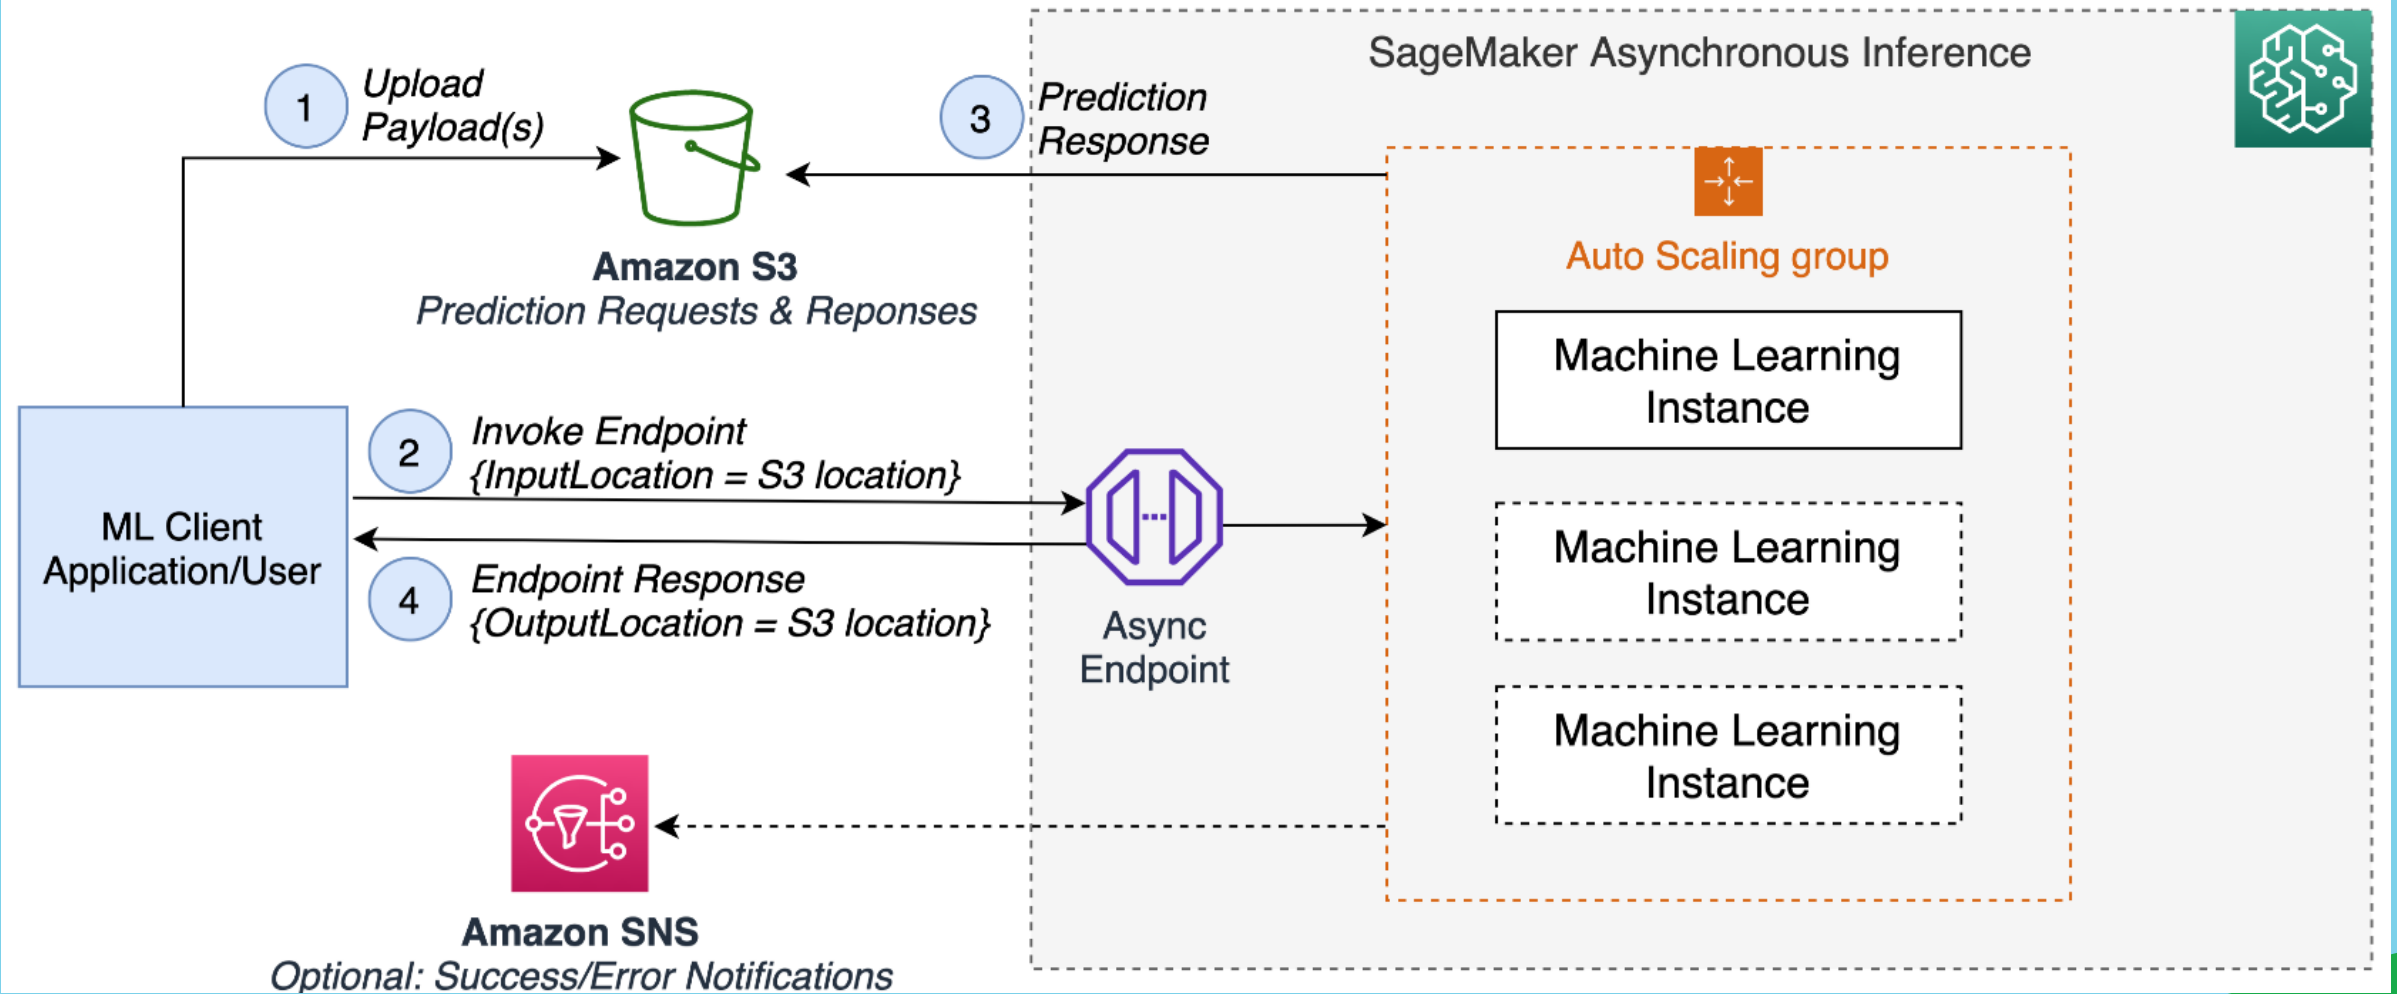 SageMaker Asynchronous Inference
1
Upload
Payload(s)
3
Prediction
Response
Amazon S3
Prediction Requests & Reponses
Auto Scaling group
Machine Learning
Instance
2
Invoke Endpoint
{InputLocation = S3 location}
ML Client
Application/User
4
Endpoint Response
{OutputLocation = S3 location}
Async
Endpoint
Machine Learning
Instance
Machine Learning
Instance
Amazon SNS
Optional: Success/Error Notifications